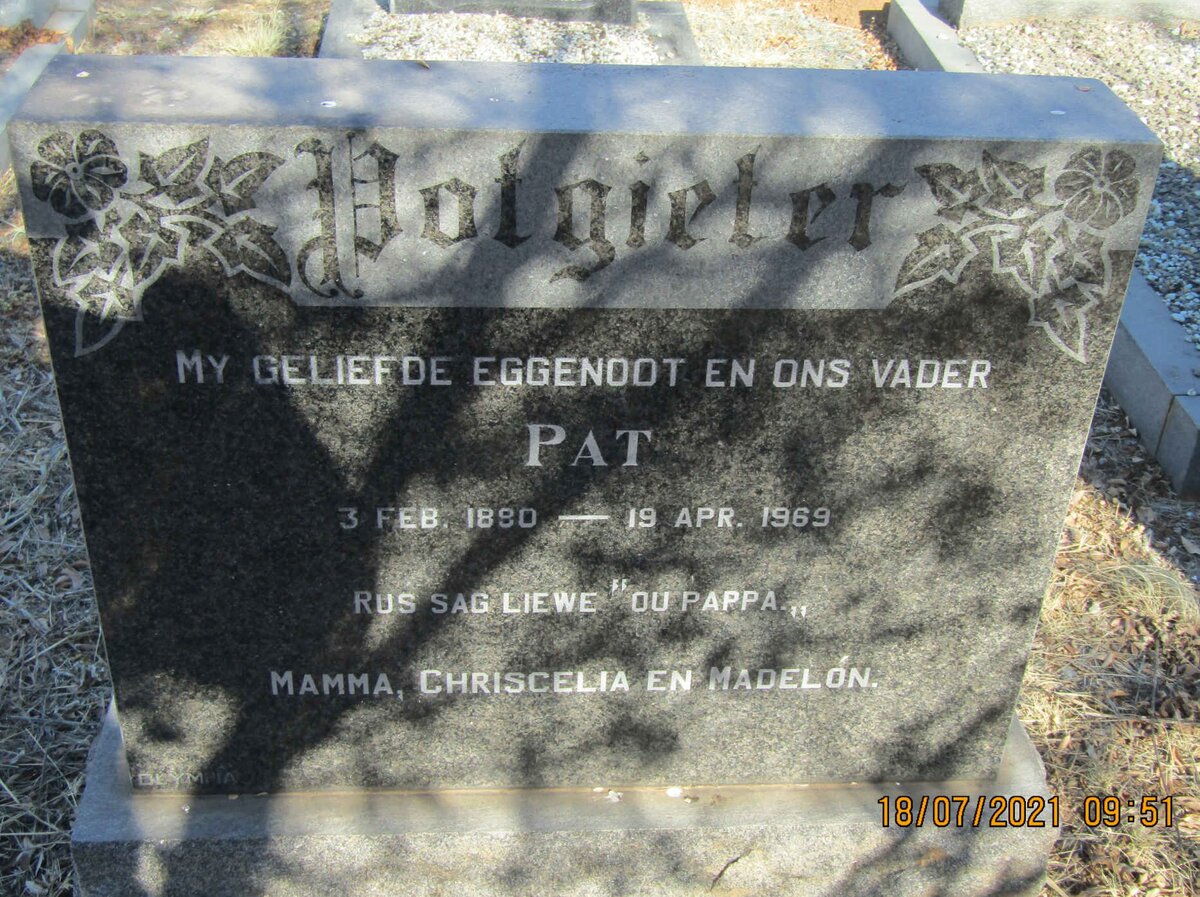 Potgieter
MY GELIEFDE EGGENOOT EN ONS VADER
PAT
3 FEB. 1890 — 19 APR. 1969
RUS SAG LIEWE "OU PAPPA.„
MAMMA, CHRISCELIA EN MADELÓN.
OLYMPIA
18/07/2021 09:51